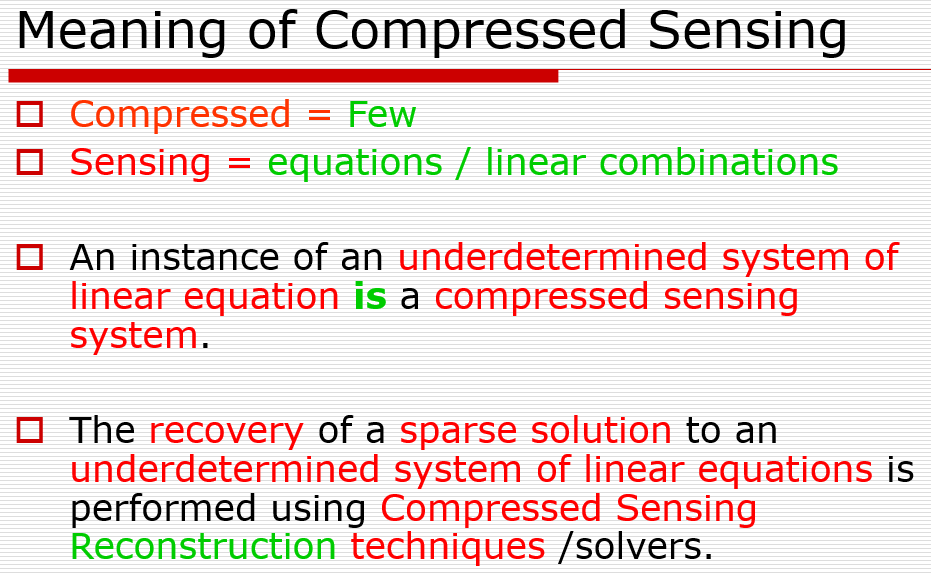 Meaning of Compressed Sensing
Compressed = Few
Sensing = equations / linear combinations
An instance of an underdetermined system of
linear equation is a compressed sensing
system.
The recovery of a sparse solution to an
underdetermined system of linear equations is
performed using Compressed Sensing
Reconstruction techniques /solvers.